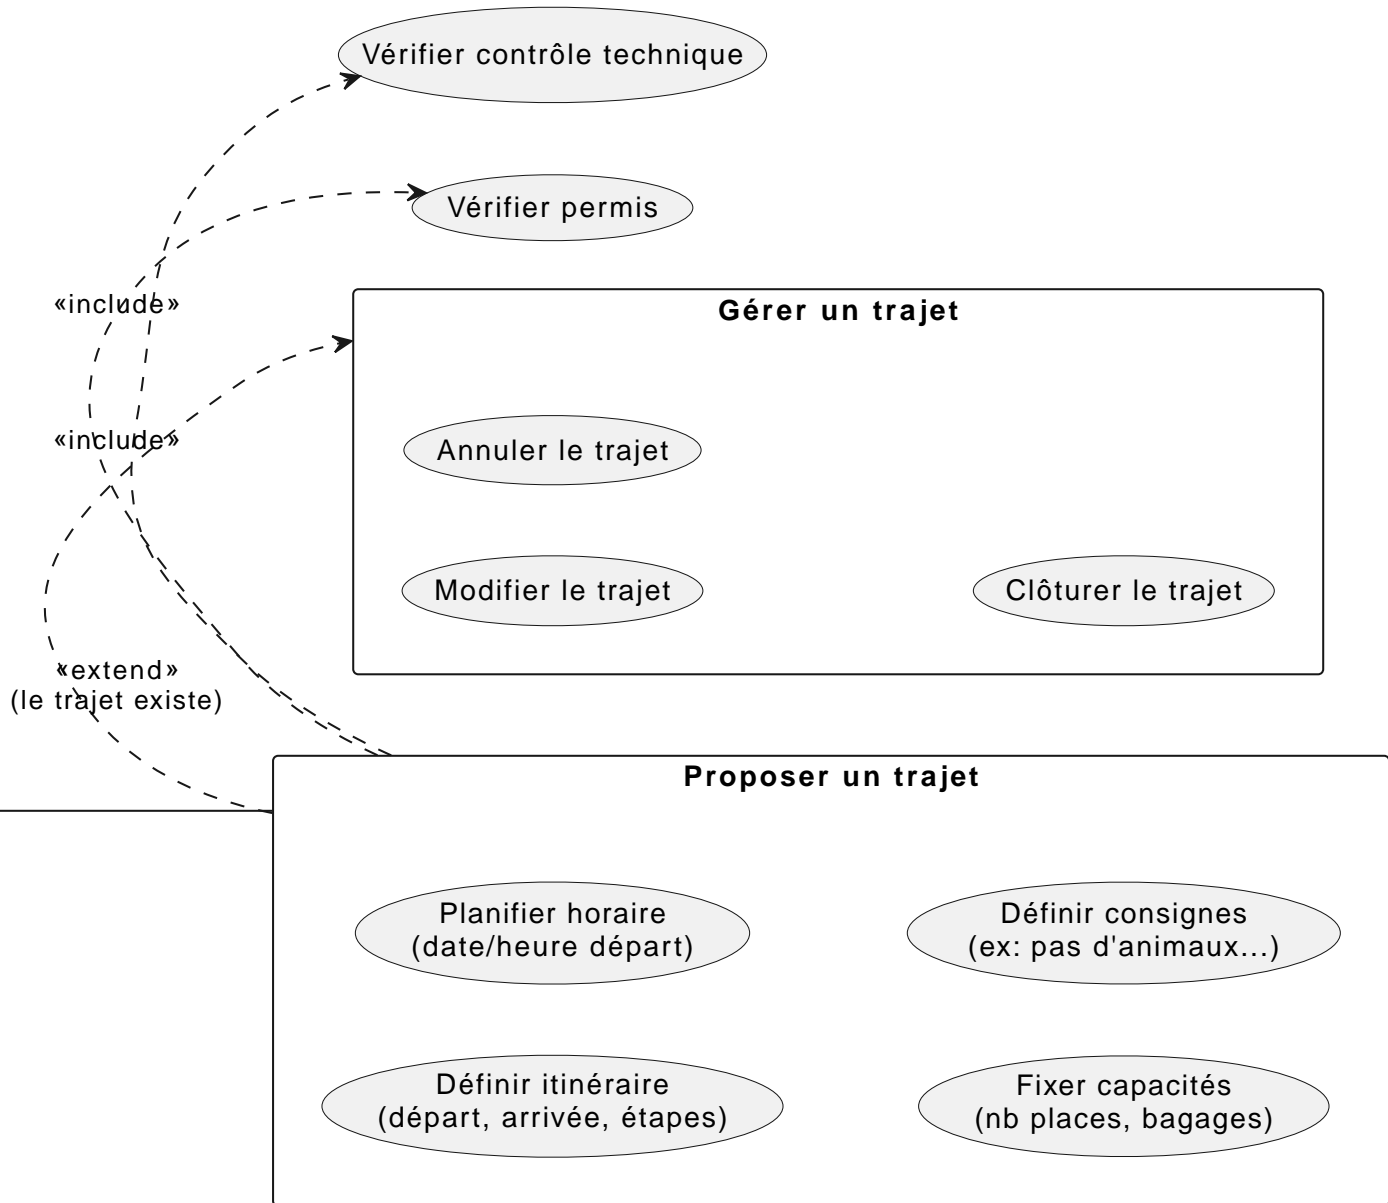 Vérifier contrôle technique
Vérifier permis
«include»
Gérer un trajet
«include»
Annuler le trajet
Modifier le trajet
Clôturer le trajet
«extend»
(le trajet existe)
Proposer un trajet
Planifier horaire
(date/heure départ)
Définir consignes
(ex: pas d'animaux...)
Définir itinéraire
(départ, arrivée, étapes)
Fixer capacités
(nb places, bagages)